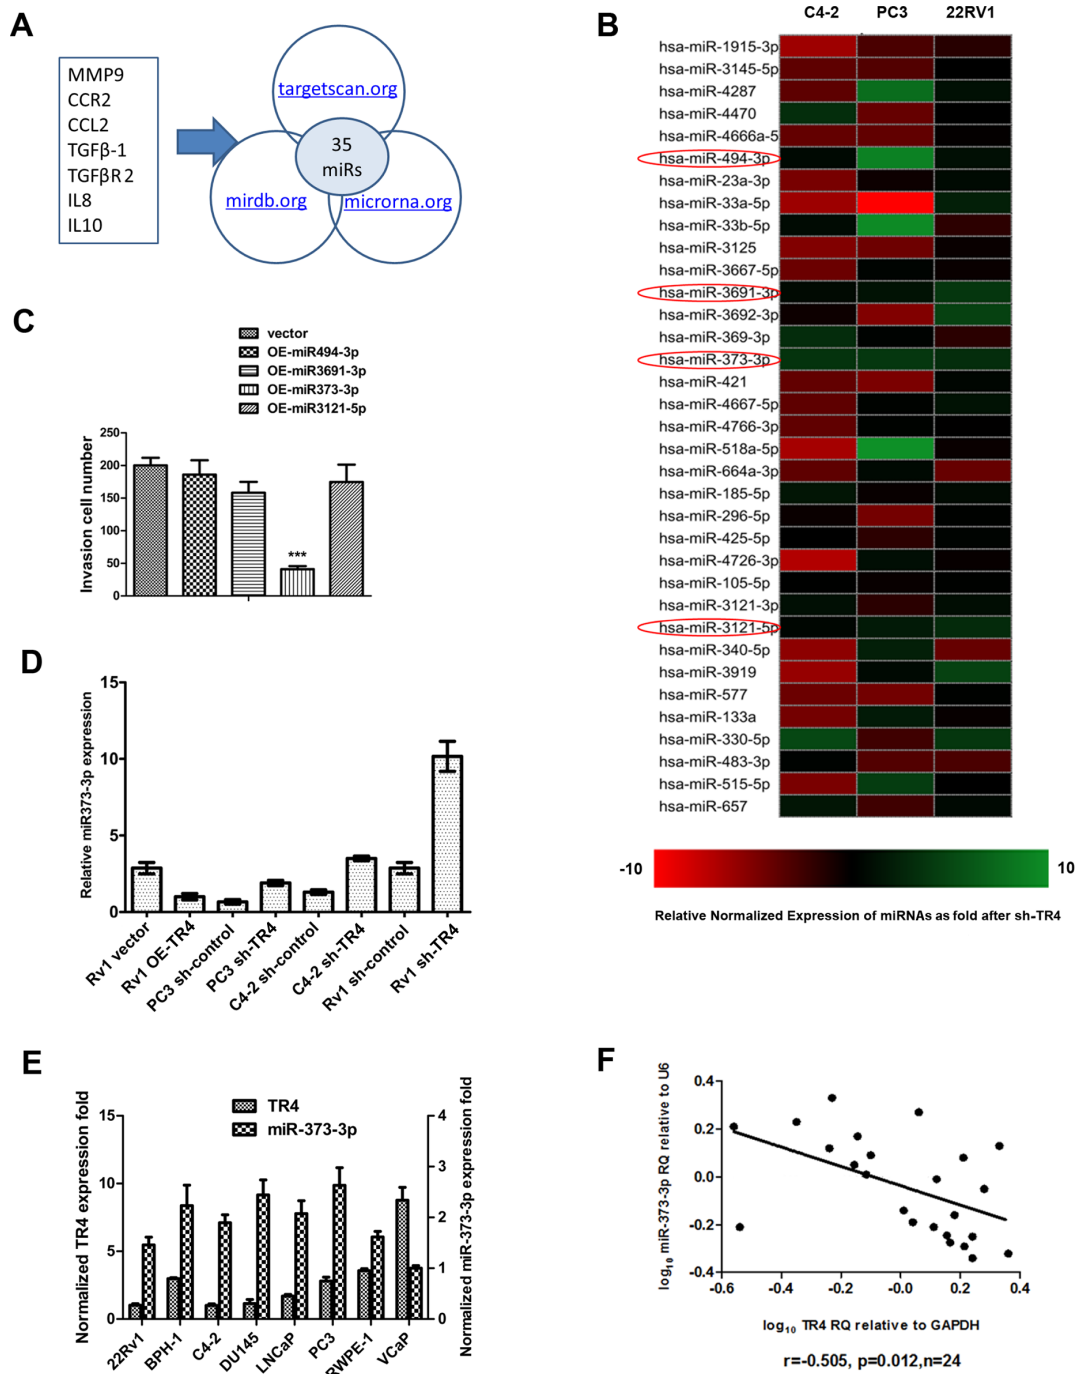 A
MMP9
CCR2
CCL2
TGFβ-1
TGFβR2
IL8
IL10
targetscan.org
35
miRs
mirdb.org
microrna.org
B
C4-2 PC3 22RV1
hsa-miR-1915-3p
hsa-miR-3145-5p
hsa-miR-4287
hsa-miR-4470
hsa-miR-4666a-5
hsa-miR-494-3p
hsa-miR-23a-3p
hsa-miR-33a-5p
hsa-miR-33b-5p
hsa-miR-3125
hsa-miR-3667-5p
hsa-miR-3691-3p
hsa-miR-3692-3p
hsa-miR-369-3p
hsa-miR-373-3p
hsa-miR-421
hsa-miR-4667-5p
hsa-miR-4766-3p
hsa-miR-518a-5p
hsa-miR-664a-3p
hsa-miR-185-5p
hsa-miR-296-5p
hsa-miR-425-5p
hsa-miR-4726-3p
hsa-miR-105-5p
hsa-miR-3121-3p
hsa-miR-3121-5p
hsa-miR-340-5p
hsa-miR-3919
hsa-miR-577
hsa-miR-133a
hsa-miR-330-5p
hsa-miR-483-3p
hsa-miR-515-5p
hsa-miR-657
-10 10
Relative Normalized Expression of miRNAs as fold after sh-TR4
C
vector
OE-miR494-3p
OE-miR3691-3p
OE-miR373-3p
OE-miR3121-5p
Invasion cell number
250
200
150
100
50
0
***
D
Relative miR373-3p expression
15
10
5
0
Rv1 vector
Rv1 OE-TR4
PC3 sh-control
PC3 sh-TR4
C4-2 sh-control
C4-2 sh-TR4
Rv1 sh-control
Rv1 sh-TR4
E
TR4
miR-373-3p
Normalized TR4 expression fold
15
10
5
0
Normalized miR-373-3p expression fold
4
3
2
1
0
22Rv1
BPH-1
C4-2
DU145
LNCaP
PC3
RWPE-1
VCaP
F
log10 miR-373-3p RQ relative to U6
0.4
0.2
0.0
-0.2
-0.4
-0.6 -0.4 -0.2 -0.0 0.2 0.4
log10 TR4 RQ relative to GAPDH
r=-0.505, p=0.012,n=24